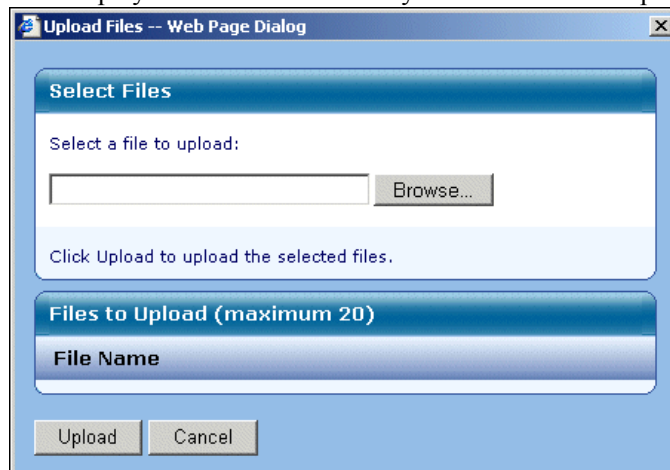 Upload Files -- Web Page Dialog
Select Files
Select a file to upload:
Browse...
Click Upload to upload the selected files.
Files to Upload (maximum 20)
File Name
Upload Cancel